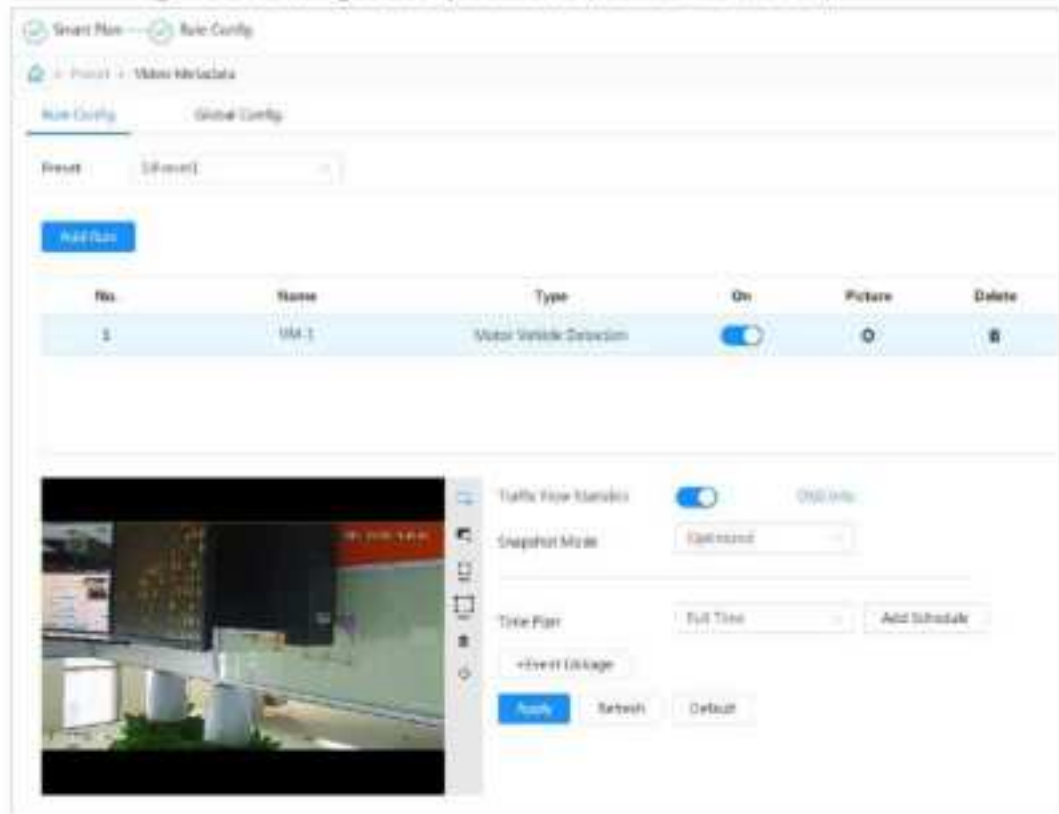 Smart Plan Rule Config
Preset Video Metadata
Rule Config Global Config
Preset
Add Rule
No. Name Type On Picture Delete
1 VM-1 Motor Vehicle Detection
Traffic Flow Statistics OSD Info
Snapshot Mode Optimized
Time Plan Full Time Add Schedule
+Event Linkage
Apply Refresh Default